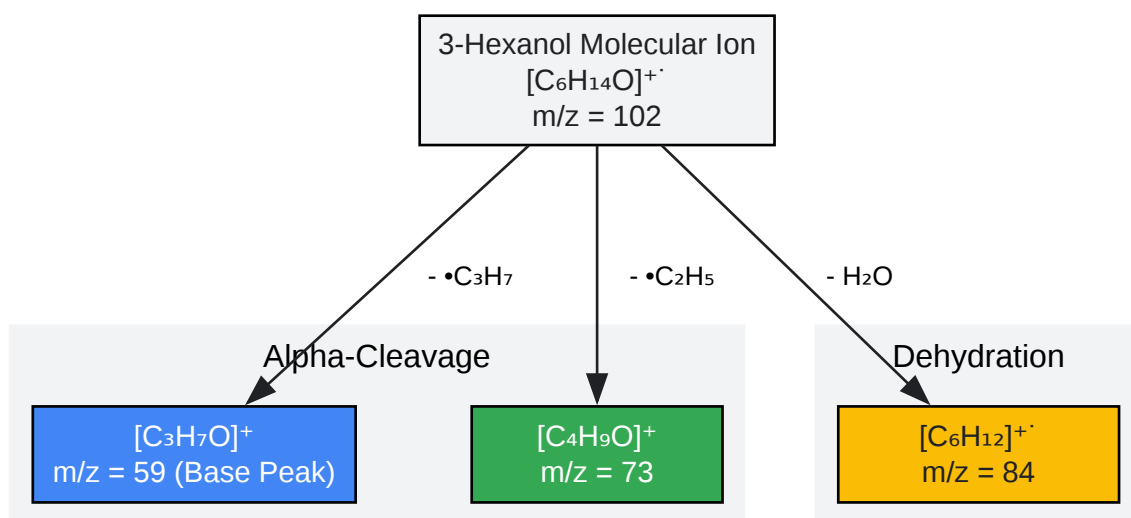 3-Hexanol Molecular Ion
[C₆H₁₄O]⁺˙
m/z = 102
- •C₃H₇
- •C₂H₅
- H₂O
Alpha-Cleavage
Dehydration
[C₃H₇O]⁺
m/z = 59 (Base Peak)
[C₄H₉O]⁺
m/z = 73
[C₆H₁₂]⁺˙
m/z = 84